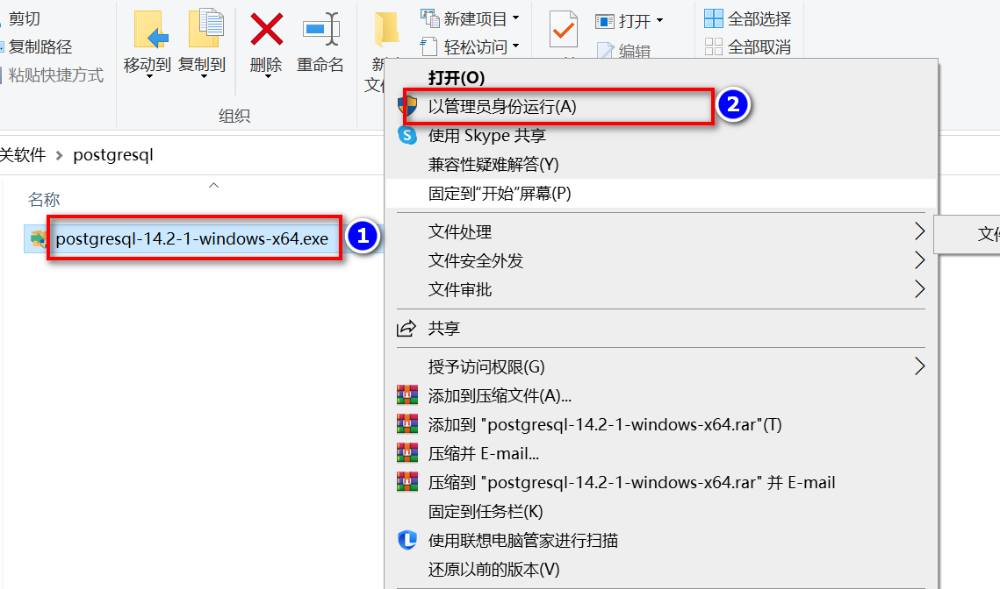 剪切
复制路径
粘贴快捷方式
移动到
复制到
删除
重命名
新建项目
轻松访问
打开
编辑
全部选择
全部取消
组织
关软件 > postgresql
名称
postgresql-14.2-1-windows-x64.exe
1
打开(O)
以管理员身份运行(A)
2
使用 Skype 共享
兼容性疑难解答(Y)
固定到"开始"屏幕(P)
文件处理
文件安全外发
文件审批
共享
授予访问权限(G)
添加到压缩文件(A)...
添加到 "postgresql-14.2-1-windows-x64.rar"(T)
压缩并 E-mail...
压缩到 "postgresql-14.2-1-windows-x64.rar" 并 E-mail
固定到任务栏(K)
使用联想电脑管家进行扫描
还原以前的版本(V)